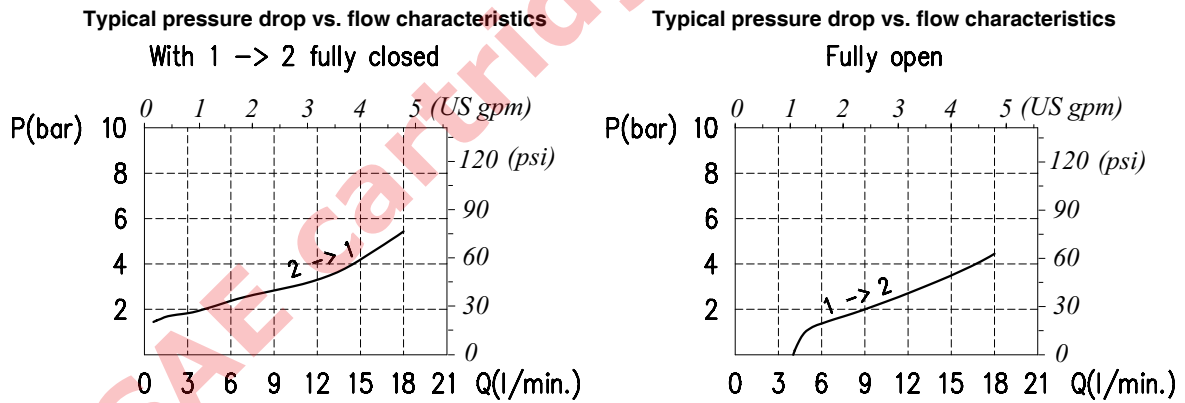 Typical pressure drop vs. flow characteristics
With 1 -> 2 fully closed
0 1 2 3 4 5 (US gpm)
P(bar) 10
8
6
4
2
120 (psi)
90
60
30
0
2 -> 1
0 3 6 9 12 15 18 21 Q(l/min.)
Typical pressure drop vs. flow characteristics
Fully open
0 1 2 3 4 5 (US gpm)
P(bar) 10
8
6
4
2
120 (psi)
90
60
30
0
1 -> 2
0 3 6 9 12 15 18 21 Q(l/min.)
SAE Cartrid